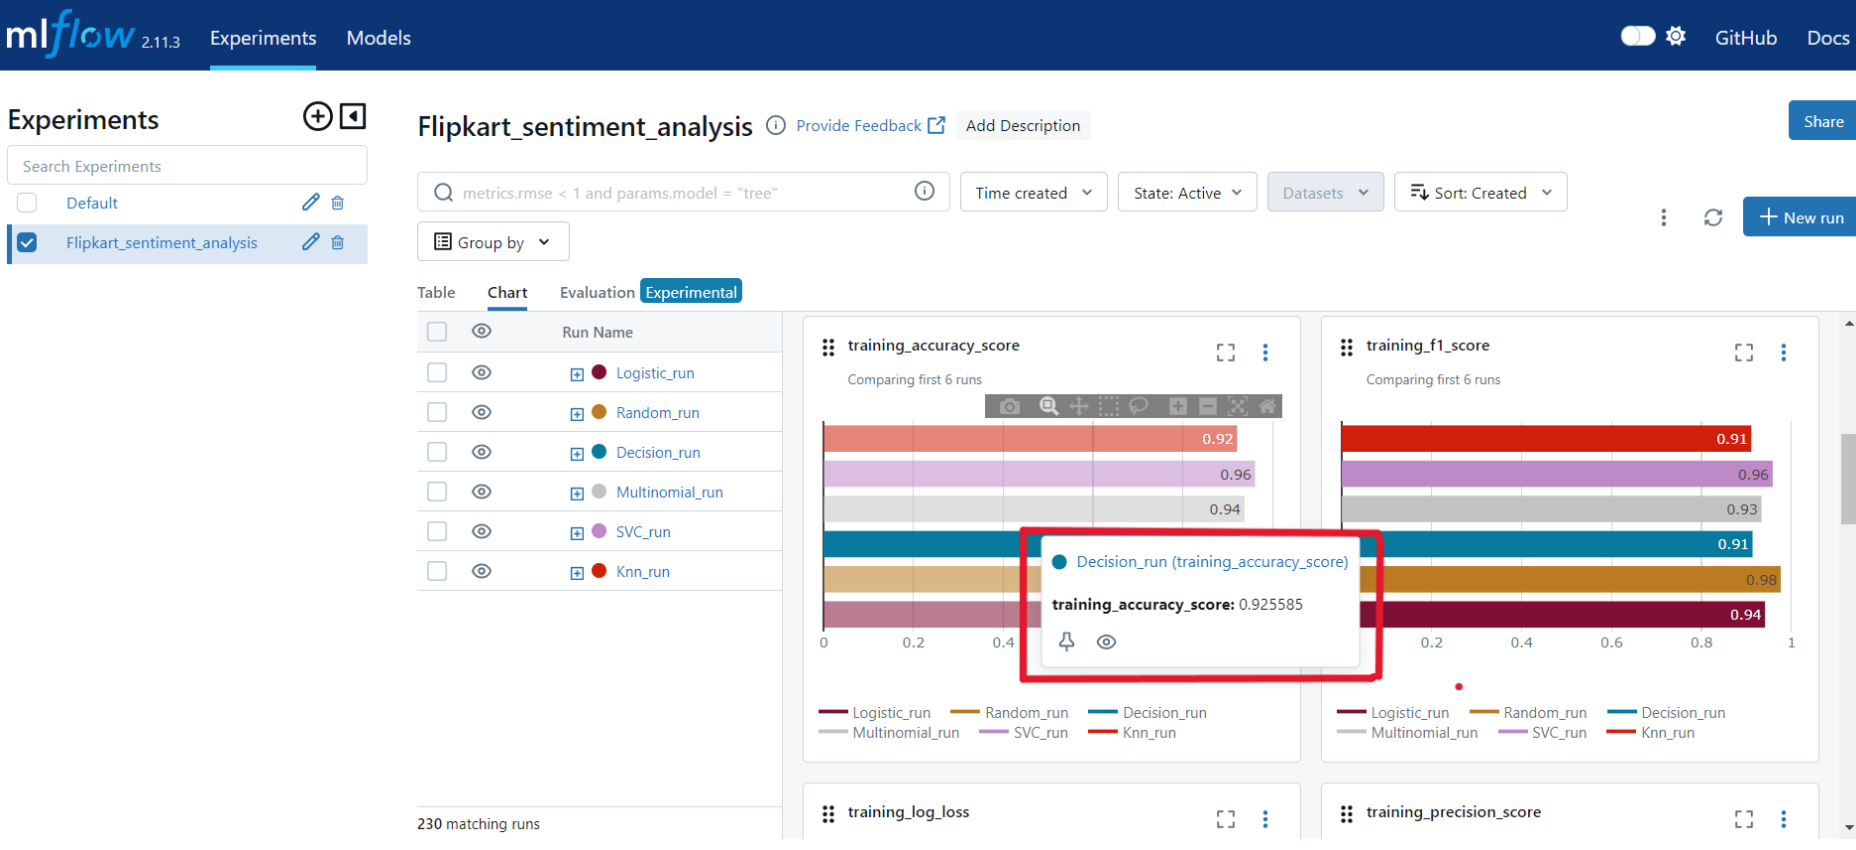 mlflow 2.11.3 Experiments Models GitHub Docs
Experiments
Search Experiments
Default
Flipkart_sentiment_analysis
Flipkart_sentiment_analysis Provide Feedback Add Description Share
metrics.rmse < 1 and params.model = "tree" Time created State: Active Datasets Sort: Created
New run
Group by
Table Chart Evaluation Experimental
Run Name
Logistic_run
Random_run
Decision_run
Multinomial_run
SVC_run
Knn_run
230 matching runs
training_accuracy_score
Comparing first 6 runs
0.92
0.96
0.94
Decision_run (training_accuracy_score)
training_accuracy_score: 0.925585
0 0.2 0.4
Logistic_run Random_run Decision_run
Multinomial_run SVC_run Knn_run
training_f1_score
Comparing first 6 runs
0.91
0.96
0.93
0.91
0.98
0.94
0.2 0.4 0.6 0.8 1
Logistic_run Random_run Decision_run
Multinomial_run SVC_run Knn_run
training_log_loss
training_precision_score